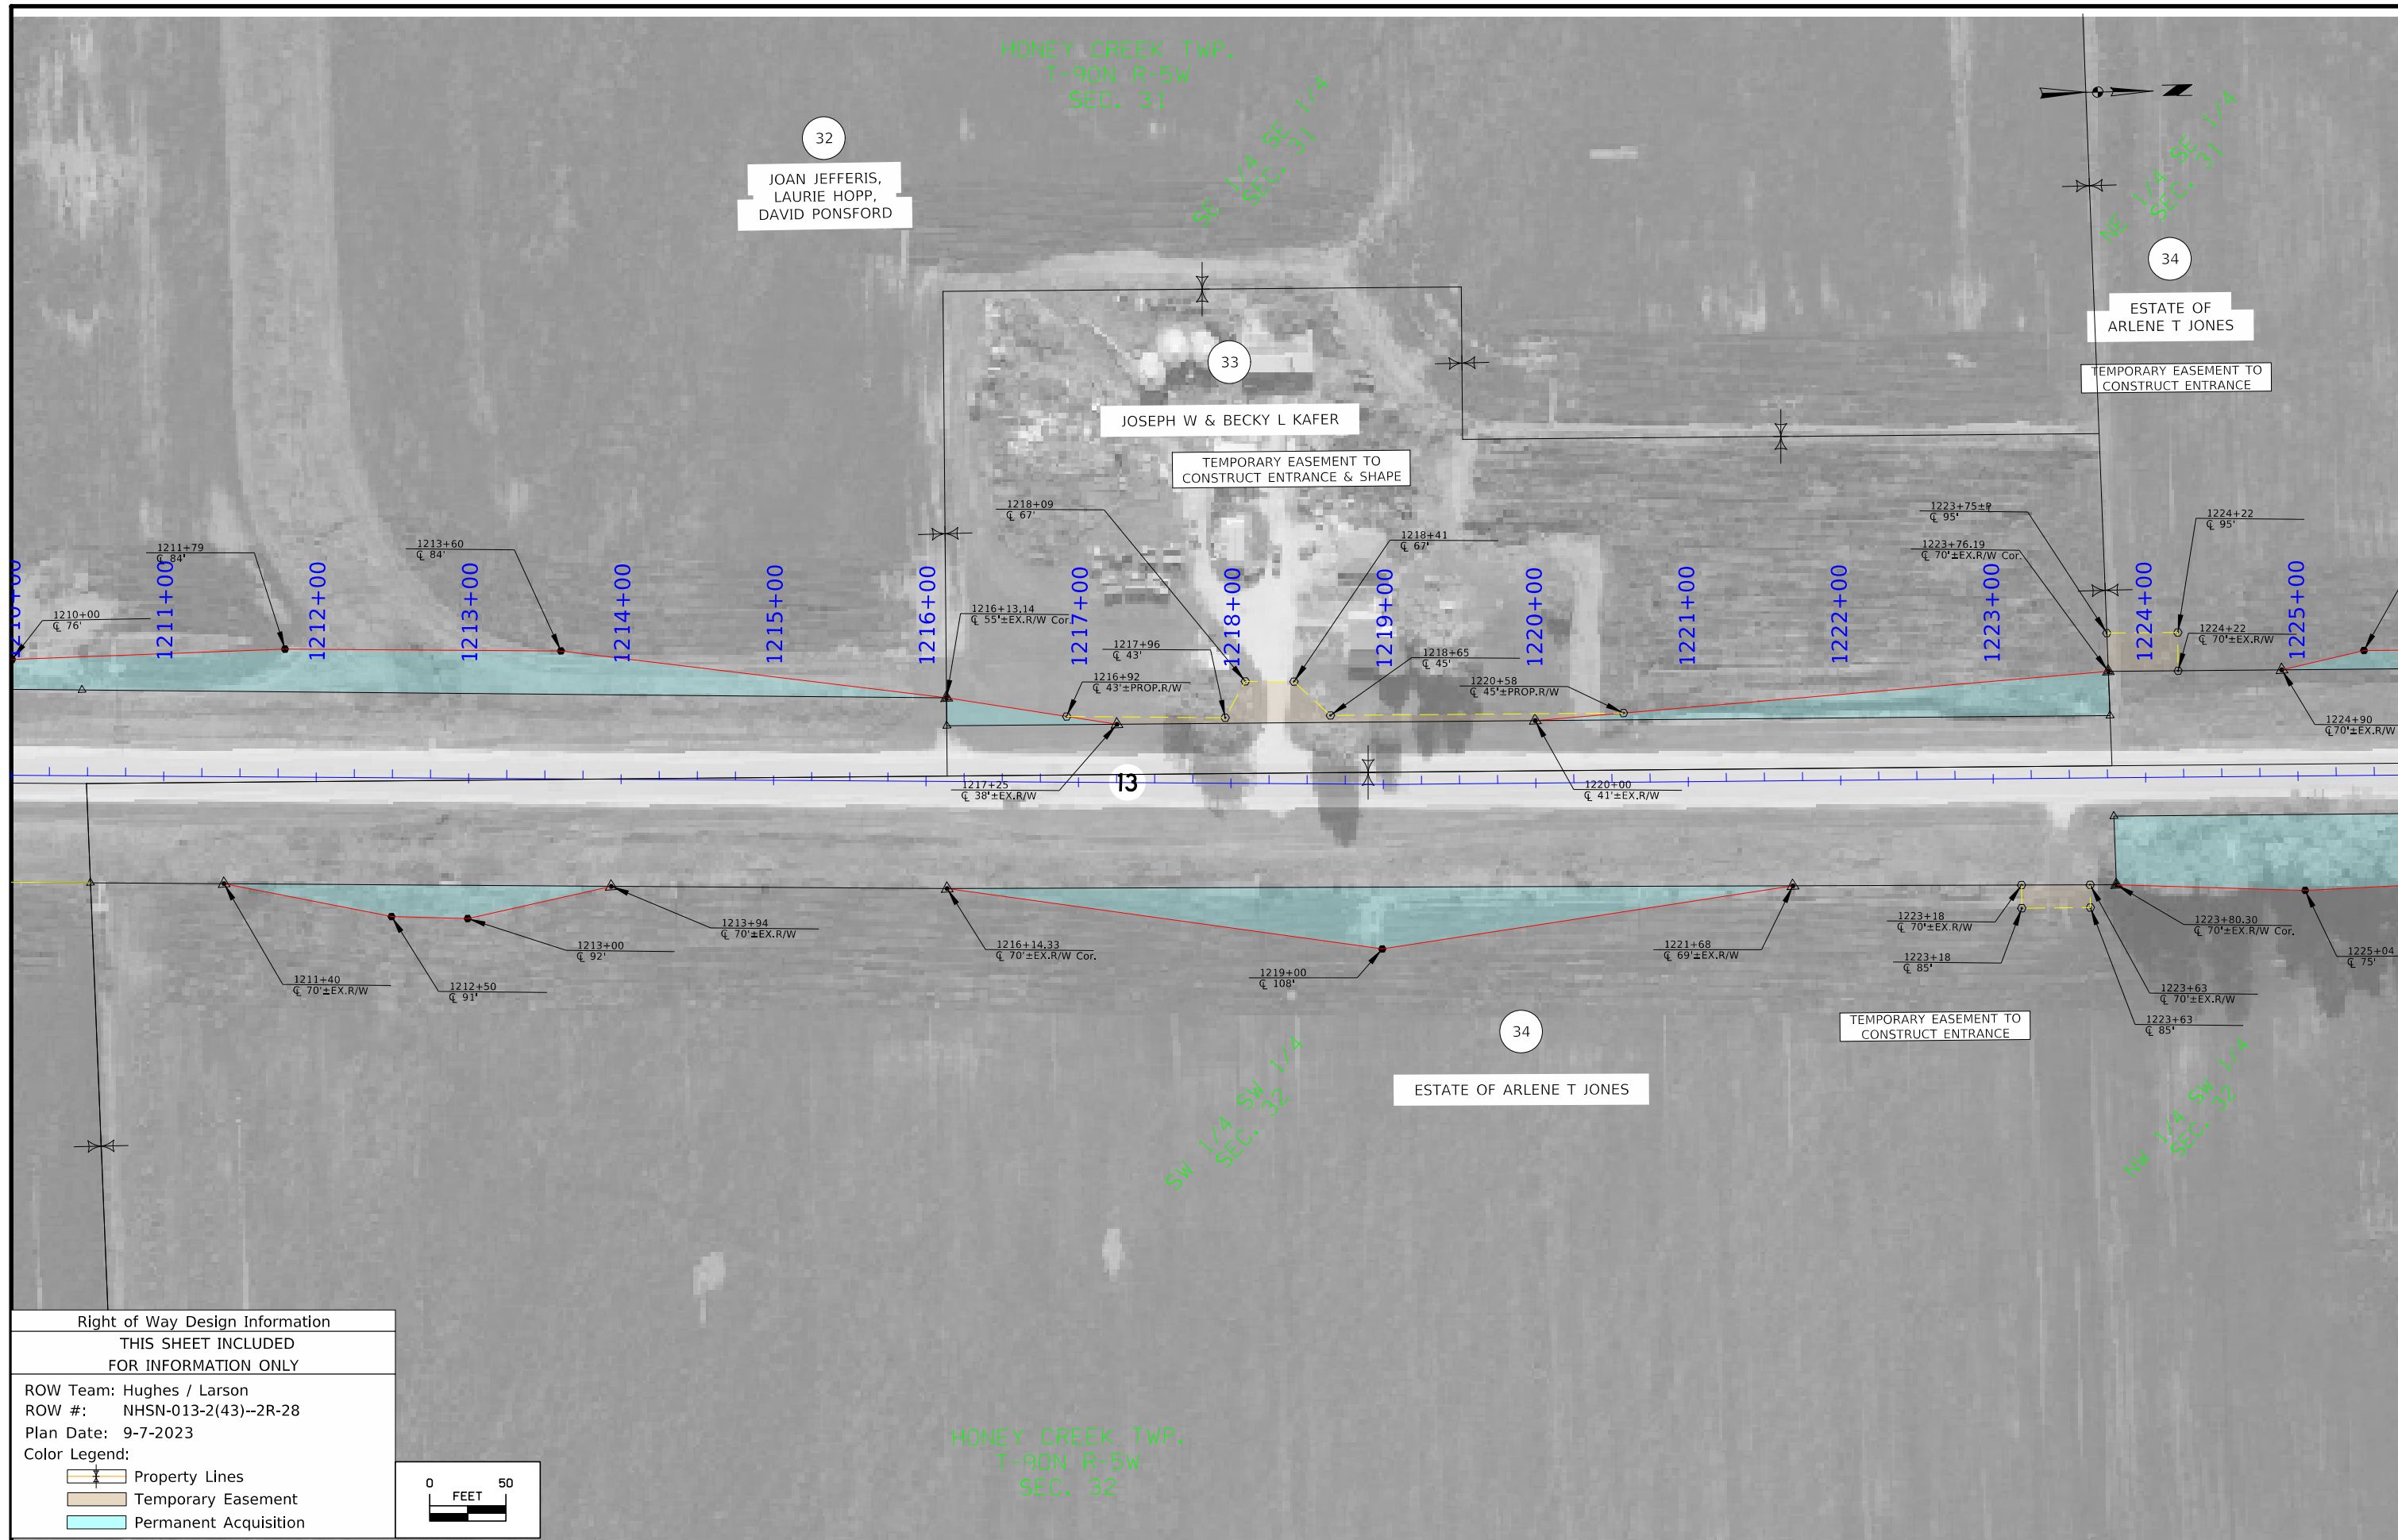 HONEY CREEK TWP.
T-90N R-5W
SEC. 31
SE 1/4 SE 1/4
SEC. 31
NE 1/4 SE 1/4
SEC. 31
32
JOAN JEFFERIS,
LAURIE HOPP,
DAVID PONSFORD
34
ESTATE OF
ARLENE T JONES
TEMPORARY EASEMENT TO
CONSTRUCT ENTRANCE
33
JOSEPH W & BECKY L KAFER
TEMPORARY EASEMENT TO
CONSTRUCT ENTRANCE & SHAPE
1218+09
℄ 67'
1223+75±℗
℄ 95'
1224+22
℄ 95'
1211+79
℄ 84'
1213+60
℄ 84'
1218+41
℄ 67'
1223+76.19
℄ 70'±EX.R/W Cor.
1210+00
1211+00
1212+00
1213+00
1214+00
1215+00
1216+00
1217+00
1218+00
1219+00
1220+00
1221+00
1222+00
1223+00
1224+00
1225+00
1210+00
℄ 76'
1216+13.14
℄ 55'±EX.R/W Cor.
1217+96
℄ 43'
1218+65
℄ 45'
1224+22
℄ 70'±EX.R/W
1216+92
℄ 43'±PROP.R/W
1220+58
℄ 45'±PROP.R/W
1224+90
℄ 70'±EX.R/W
1217+25
℄ 38'±EX.R/W
13
1220+00
℄ 41'±EX.R/W
1213+94
℄ 70'±EX.R/W
1213+00
℄ 92'
1216+14.33
℄ 70'±EX.R/W Cor.
1221+68
℄ 69'±EX.R/W
1223+18
℄ 70'±EX.R/W
1223+80.30
℄ 70'±EX.R/W Cor.
1225+04
℄ 75'
1211+40
℄ 70'±EX.R/W
1212+50
℄ 91'
1219+00
℄ 108'
1223+18
℄ 85'
1223+63
℄ 70'±EX.R/W
1223+63
℄ 85'
34
ESTATE OF ARLENE T JONES
TEMPORARY EASEMENT TO
CONSTRUCT ENTRANCE
SW 1/4 SW 1/4
SEC. 32
NW 1/4 SW 1/4
SEC. 32
HONEY CREEK TWP.
T-90N R-5W
SEC. 32
Right of Way Design Information
THIS SHEET INCLUDED
FOR INFORMATION ONLY
ROW Team: Hughes / Larson
ROW #: NHSN-013-2(43)--2R-28
Plan Date: 9-7-2023
Color Legend:
Property Lines
Temporary Easement
Permanent Acquisition
0 50
FEET
N